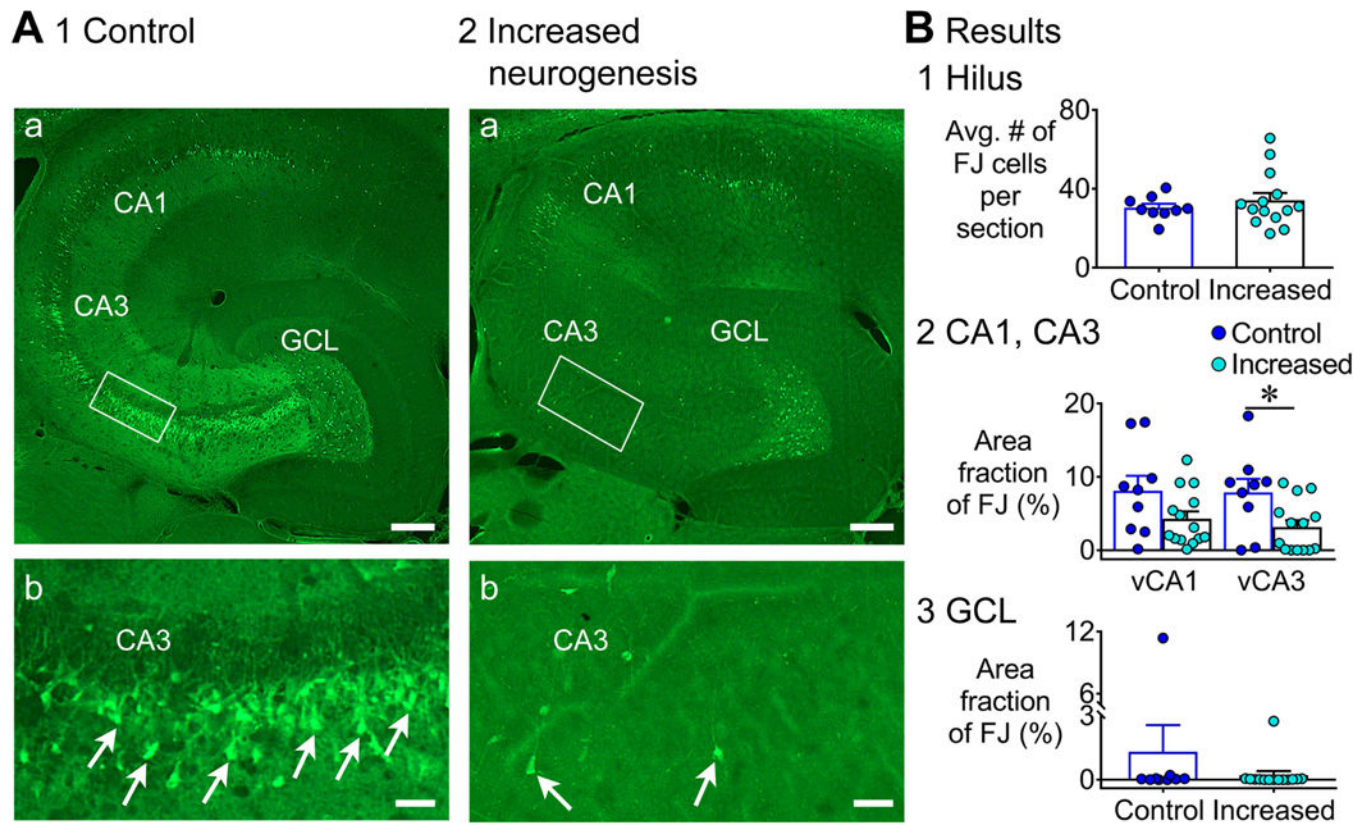 A 1 Control
2 Increased
neurogenesis
a
CA1
CA3
GCL
a
CA1
CA3
GCL
b
CA3
b
CA3
B Results
1 Hilus
Avg. # of
FJ cells
per
section
80
40
0
Control Increased
2 CA1, CA3
Control
Increased
*
Area
fraction
of FJ (%)
20
10
0
vCA1 vCA3
3 GCL
Area
fraction
of FJ (%)
12
6
3
0
Control Increased